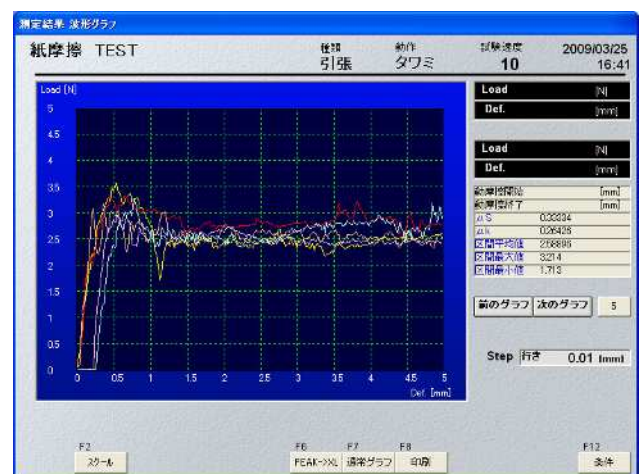 測定結果 波形グラフ
紙摩擦 TEST
種類
引張
動作
タワミ
試験速度
10
2009/03/25
16:41
Load [N]
5
4.5
4
3.5
3
2.5
2
1.5
1
0.5
0
0 0.5 1 1.5 2 2.5 3 3.5 4 4.5 5
Def. [mm]
Load [N]
Def. [mm]
Load [N]
Def. [mm]
動摩擦開始 [mm]
動摩擦終了 [mm]
μS 0.33334
μk 0.26426
区間平均値
区間最大値 3.214
区間最小値 1.713
前のグラフ 次のグラフ 5
Step 行き 0.01 [mm]
F2
スケール
F6
PEAK->XL
F7
通常グラフ
F8
印刷
F12
条件